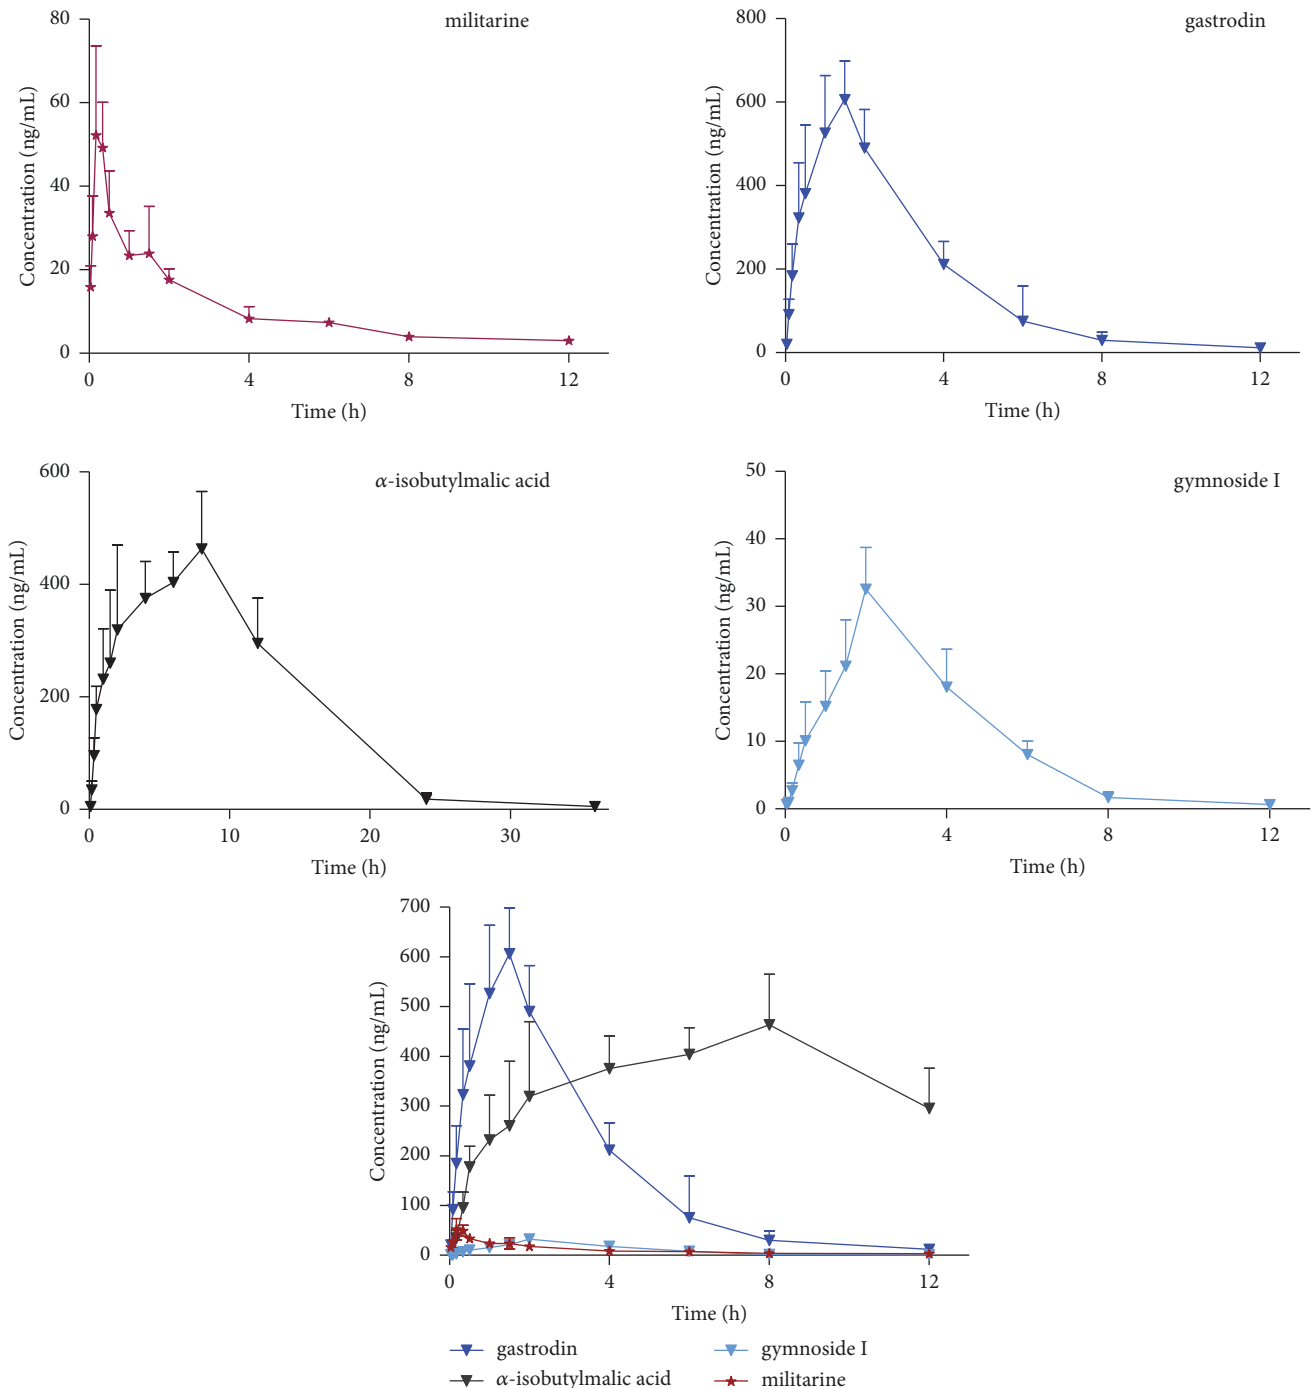 militarine
Concentration (ng/mL)
80
60
40
20
0
0 4 8 12
Time (h)
gastrodin
Concentration (ng/mL)
800
600
400
200
0
0 4 8 12
Time (h)
α-isobutylmalic acid
Concentration (ng/mL)
600
400
200
0
0 10 20 30
Time (h)
gymnoside I
Concentration (ng/mL)
50
40
30
20
10
0
0 4 8 12
Time (h)
Concentration (ng/mL)
700
600
500
400
300
200
100
0
0 4 8 12
Time (h)
gastrodin
α-isobutylmalic acid
gymnoside I
militarine